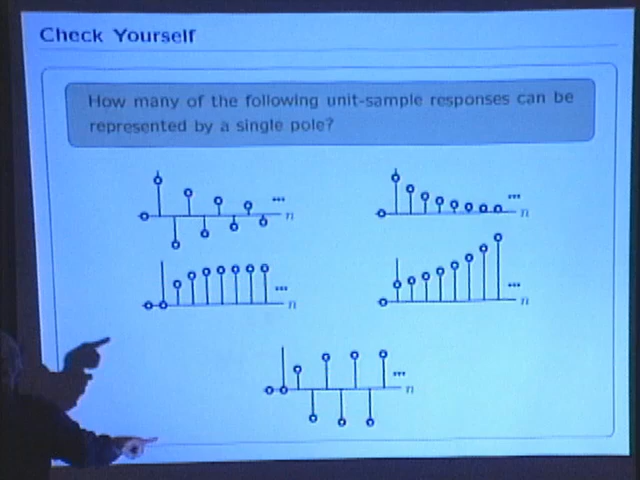 Check Yourself
How many of the following unit-sample responses can be
represented by a single pole?
... n
... n
... n
... n
... n